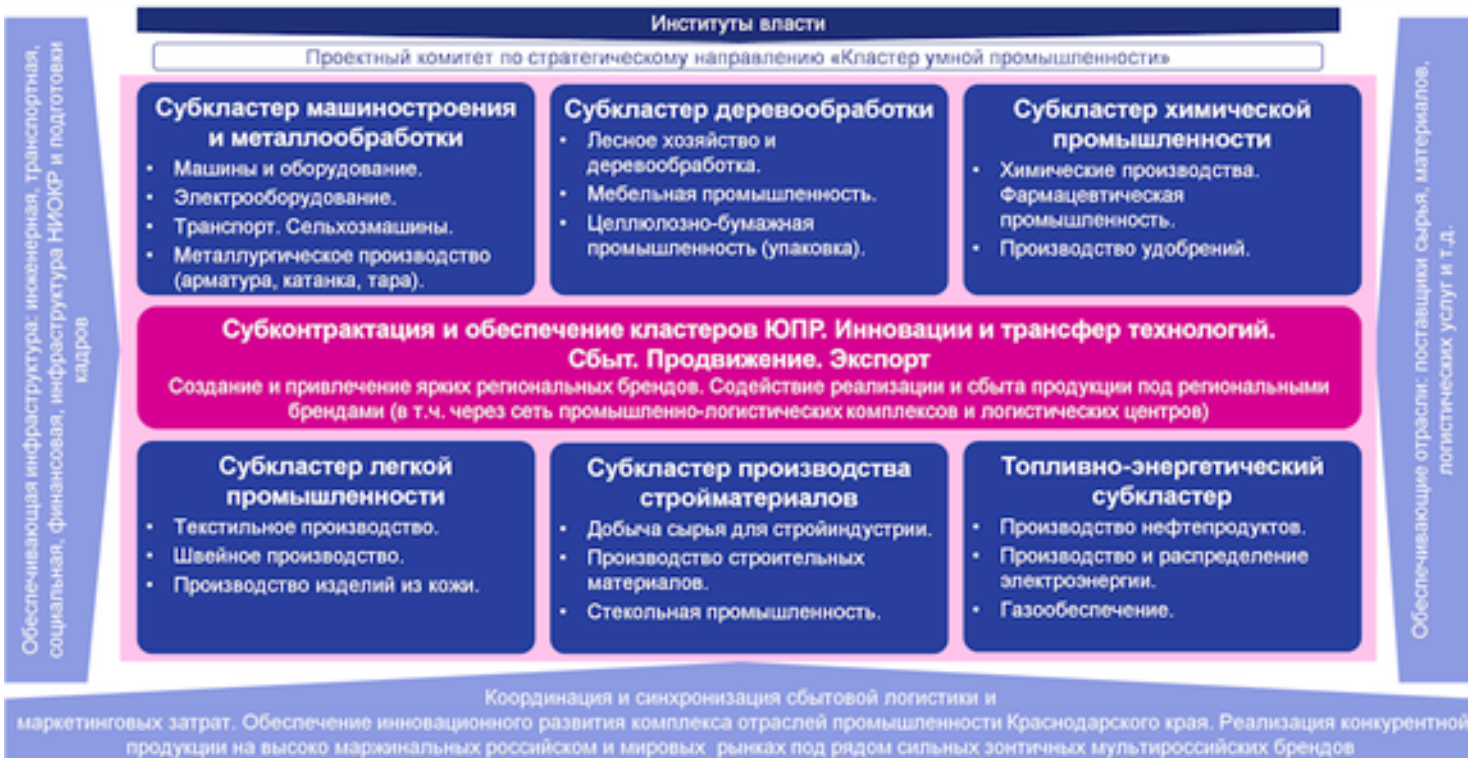 Институты власти
Проектный комитет по стратегическому направлению «Кластер умной промышленности»
Обеспечивающая инфраструктура: инженерная, транспортная,
социальная, финансовая, инфраструктура НИОКР и подготовки
кадров
Субкластер машиностроения
и металлообработки
• Машины и оборудование.
• Электрооборудование.
• Транспорт. Сельхозмашины.
• Металлургическое производство
(арматура, катанка, тара).
Субкластер деревообработки
• Лесное хозяйство и
деревообработка.
• Мебельная промышленность.
• Целлюлозно-бумажная
промышленность (упаковка).
Субкластер химической
промышленности
• Химические производства.
Фармацевтическая
промышленность.
• Производство удобрений.
Субконтрактация и обеспечение кластеров ЮПР. Инновации и трансфер технологий.
Сбыт. Продвижение. Экспорт
Создание и привлечение ярких региональных брендов. Содействие реализации и сбыта продукции под региональными
брендами (в т.ч. через сеть промышленно-логистических комплексов и логистических центров)
Субкластер легкой
промышленности
• Текстильное производство.
• Швейное производство.
• Производство изделий из кожи.
Субкластер производства
стройматериалов
• Добыча сырья для стройиндустрии.
• Производство строительных
материалов.
• Стекольная промышленность.
Топливно-энергетический
субкластер
• Производство нефтепродуктов.
• Производство и распределение
электроэнергии.
• Газообеспечение.
Обеспечивающие отрасли: поставщики сырья, материалов,
логистических услуг и т.д.
Координация и синхронизация сбытовой логистики и
маркетинговых затрат. Обеспечение инновационного развития комплекса отраслей промышленности Краснодарского края. Реализация конкурентной
продукции на высоко маржинальных российском и мировых рынках под рядом сильных зонтичных мультироссийских брендов